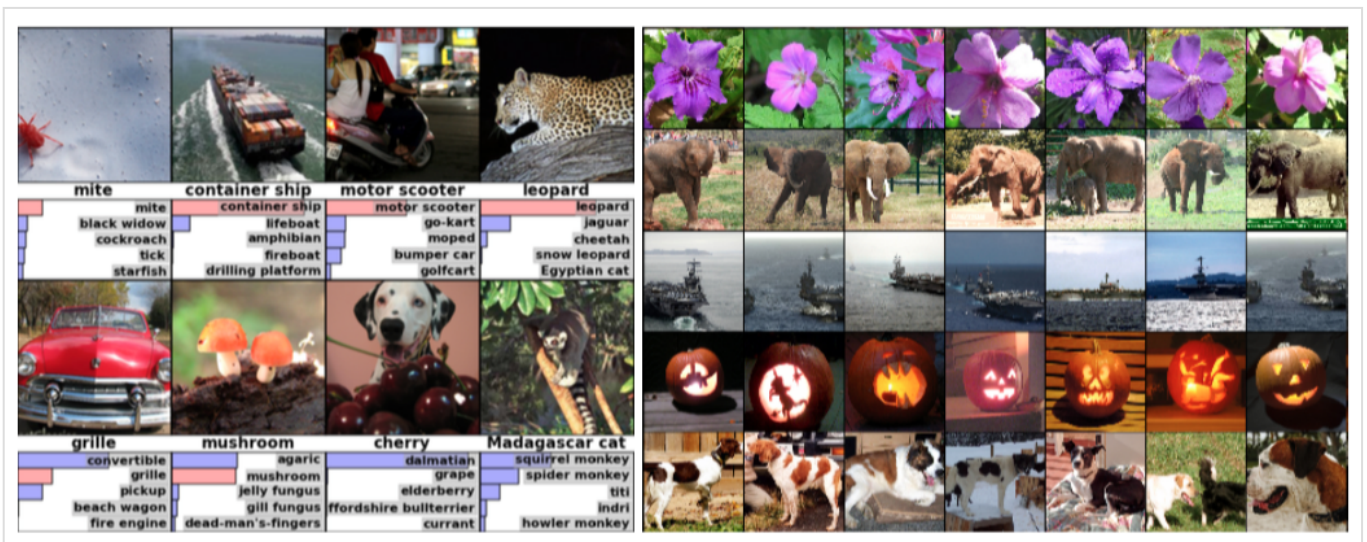 mite
container ship
motor scooter
leopard
mite
black widow
cockroach
tick
starfish
container ship
lifeboat
amphibian
fireboat
drilling platform
motor scooter
go-kart
moped
bumper car
golfcart
leopard
jaguar
cheetah
snow leopard
Egyptian cat
grille
mushroom
cherry
Madagascar cat
convertible
grille
pickup
beach wagon
fire engine
agaric
mushroom
jelly fungus
gill fungus
dead-man's-fingers
dalmatian
grape
elderberry
ffordshire bullterrier
currant
squirrel monkey
spider monkey
titi
indri
howler monkey